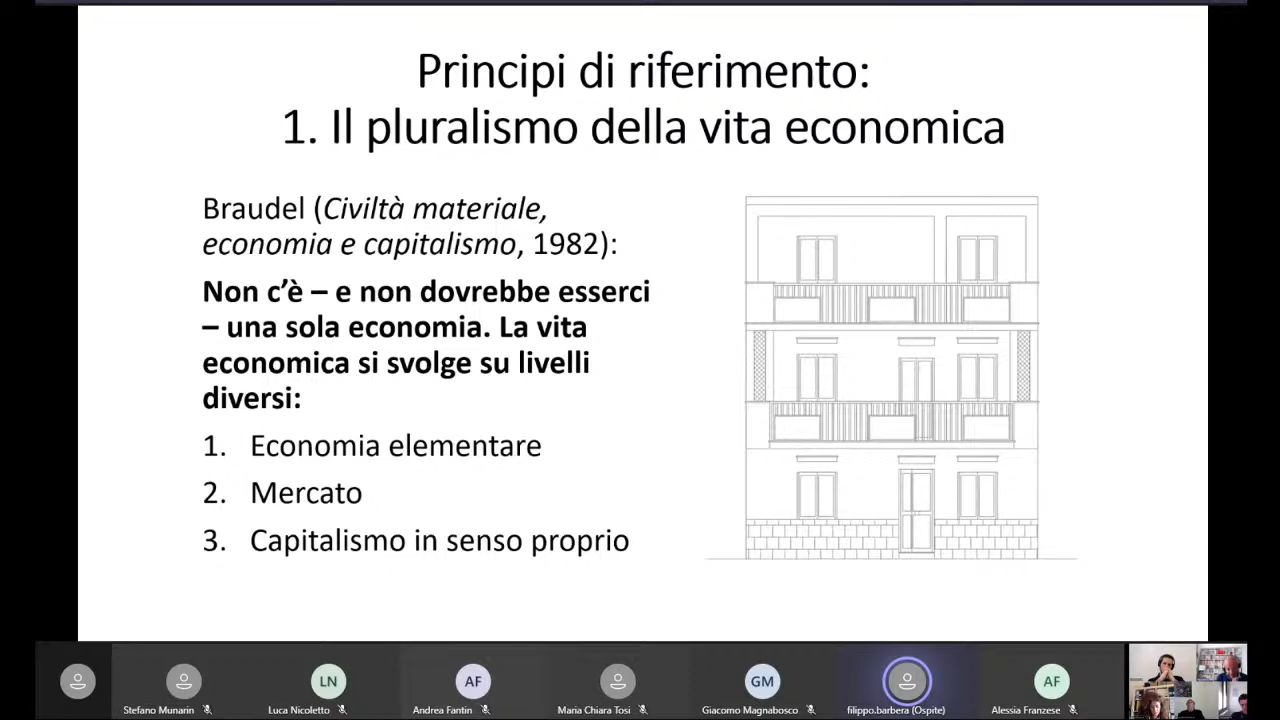 Principi di riferimento:
1. Il pluralismo della vita economica
Braudel (Civiltà materiale,
economia e capitalismo, 1982):
Non c’è – e non dovrebbe esserci
– una sola economia. La vita
economica si svolge su livelli
diversi:
1. Economia elementare
2. Mercato
3. Capitalismo in senso proprio
LN
AF
GM
AF
Stefano Munarin
Luca Nicoletto
Andrea Fantin
Maria Chiara Tosi
Giacomo Magnabosco
filippo.barbera (Ospite)
Alessia Franzese